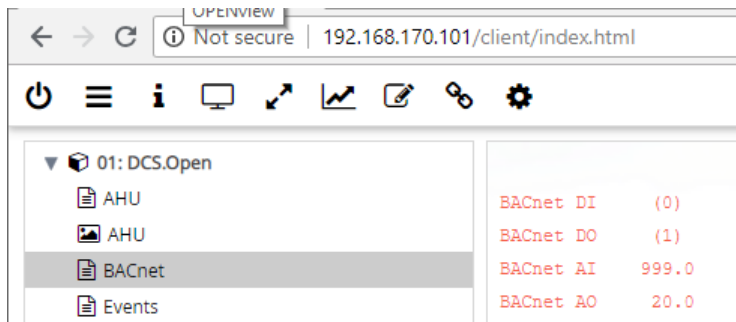 OPENview
Not secure | 192.168.170.101/client/index.html
01: DCS.Open
AHU
AHU
BACnet
Events
BACnet DI (0)
BACnet DO (1)
BACnet AI 999.0
BACnet AO 20.0